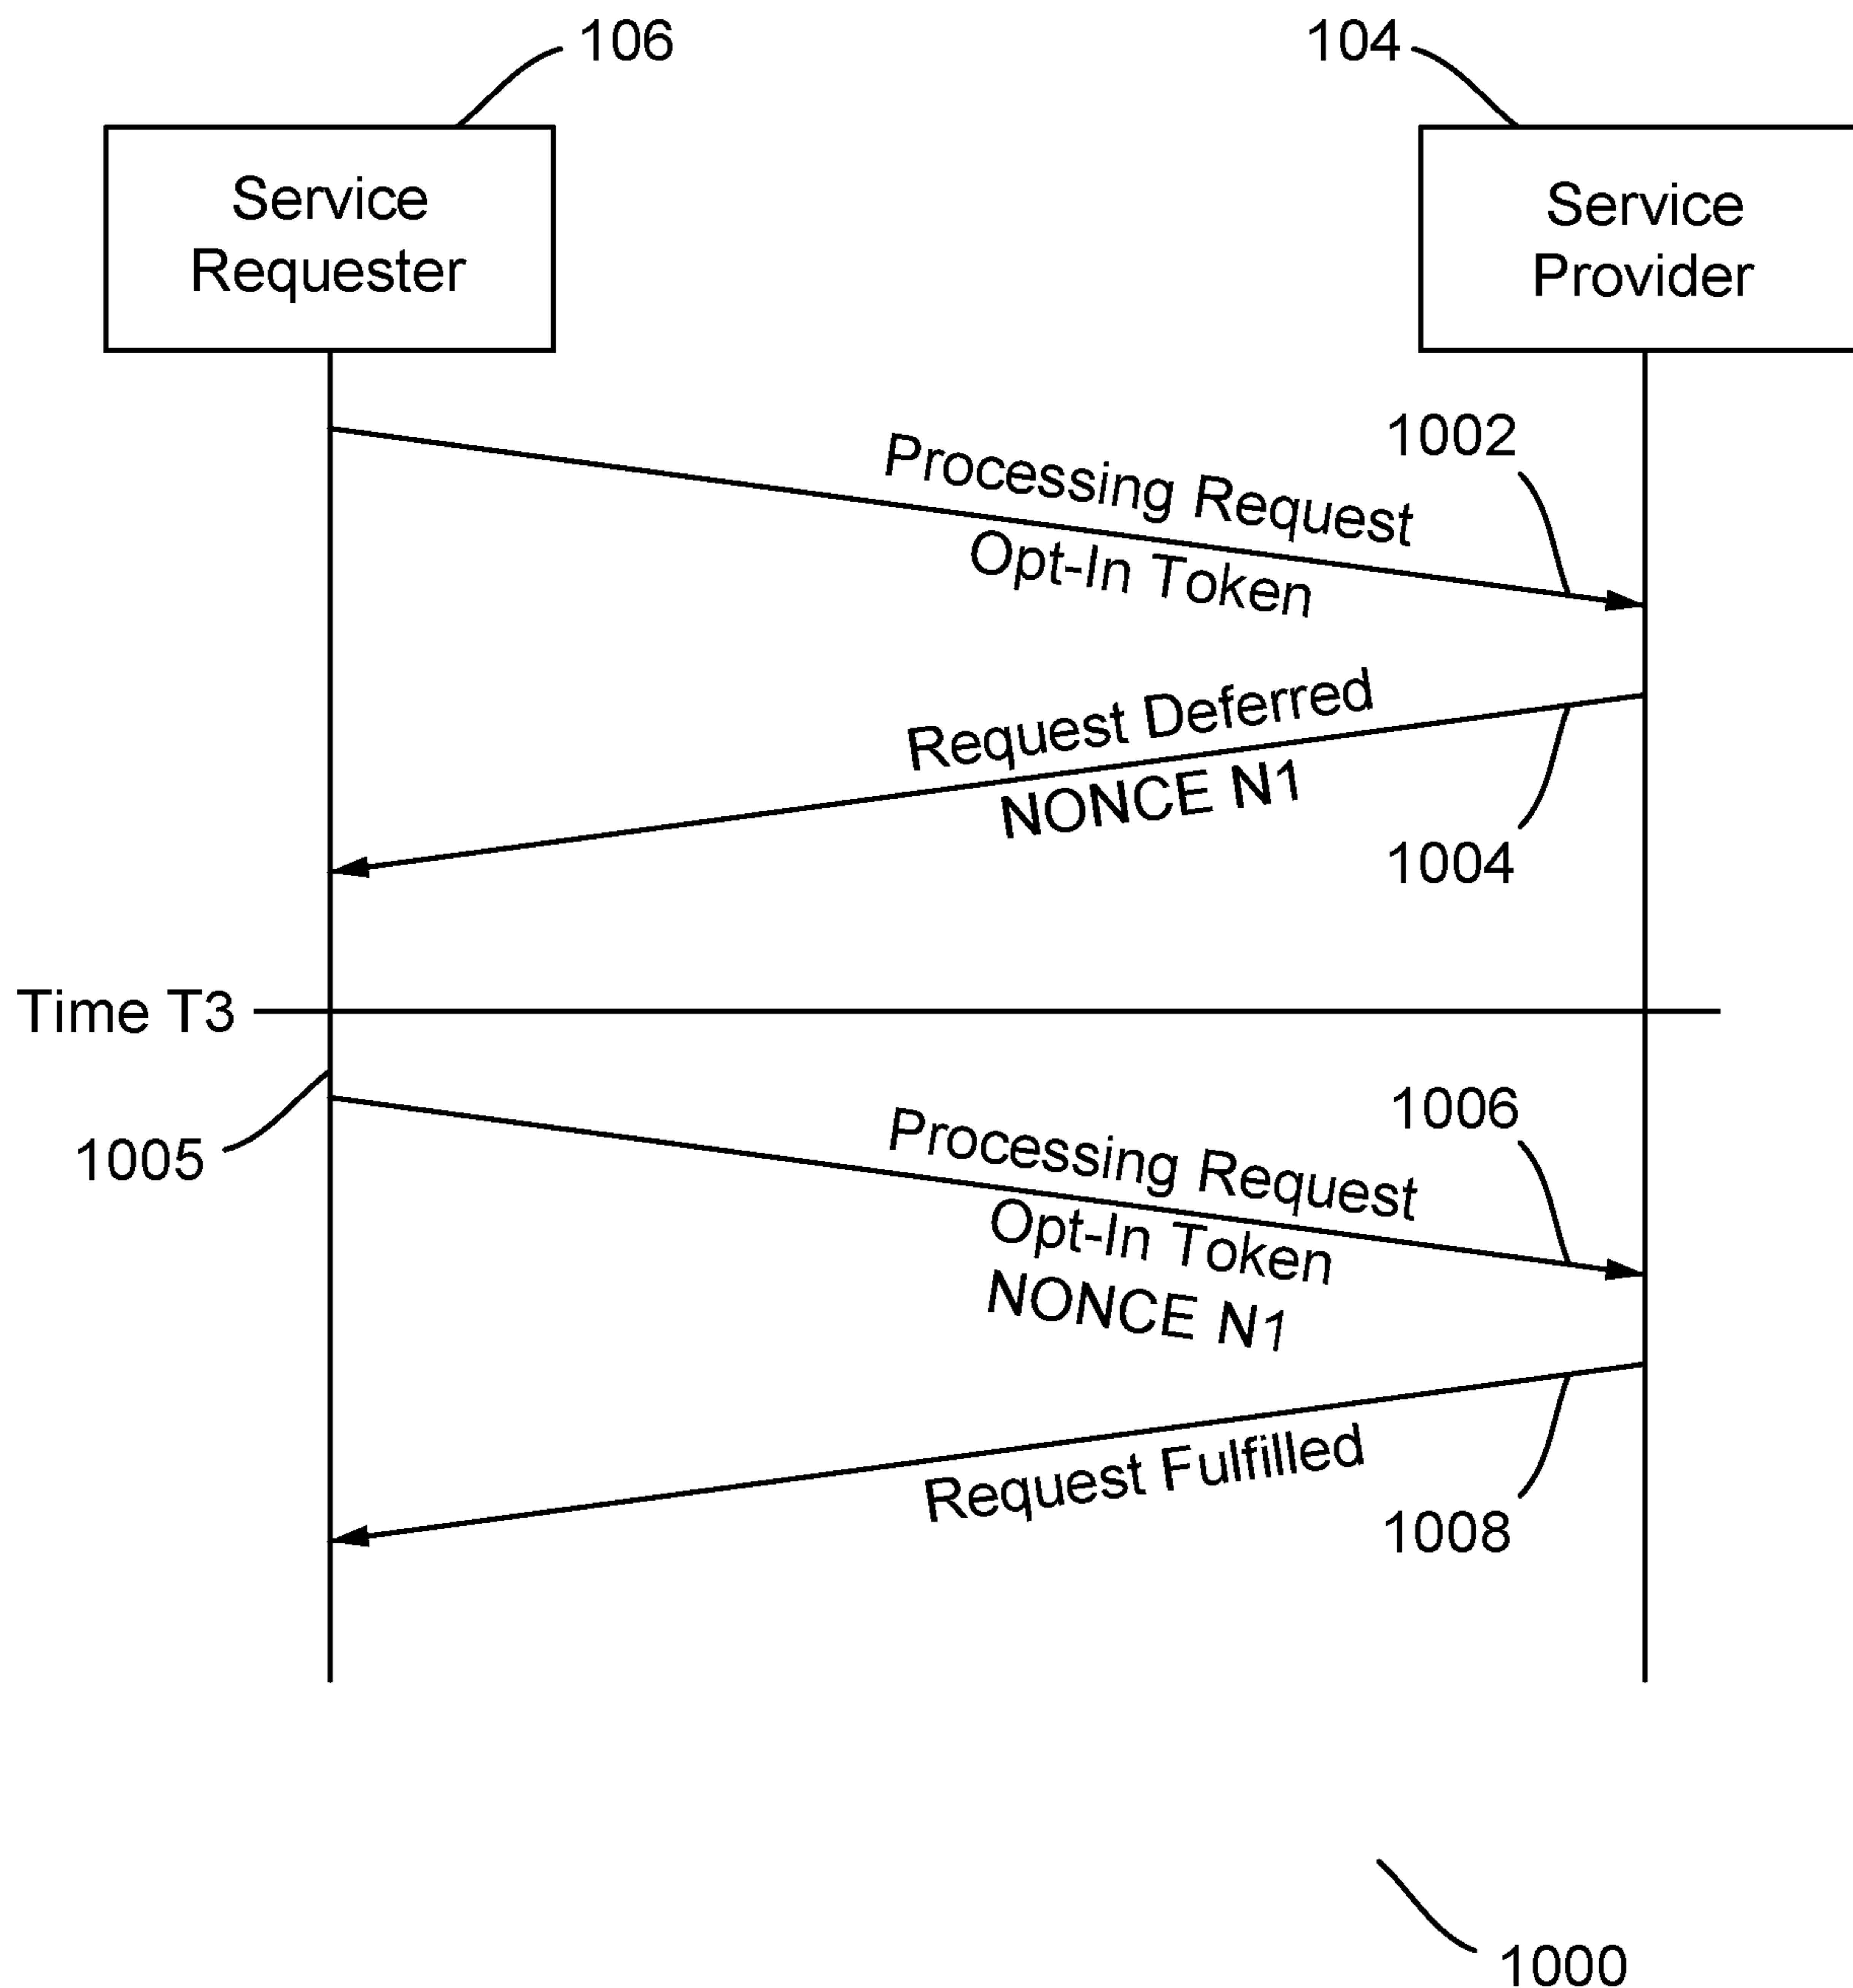 106
104
Service
Requester
Service
Provider
1002
Processing Request
Opt-In Token
Request Deferred
NONCE N1
1004
Time T3
1005
1006
Processing Request
Opt-In Token
NONCE N1
Request Fulfilled
1008
1000